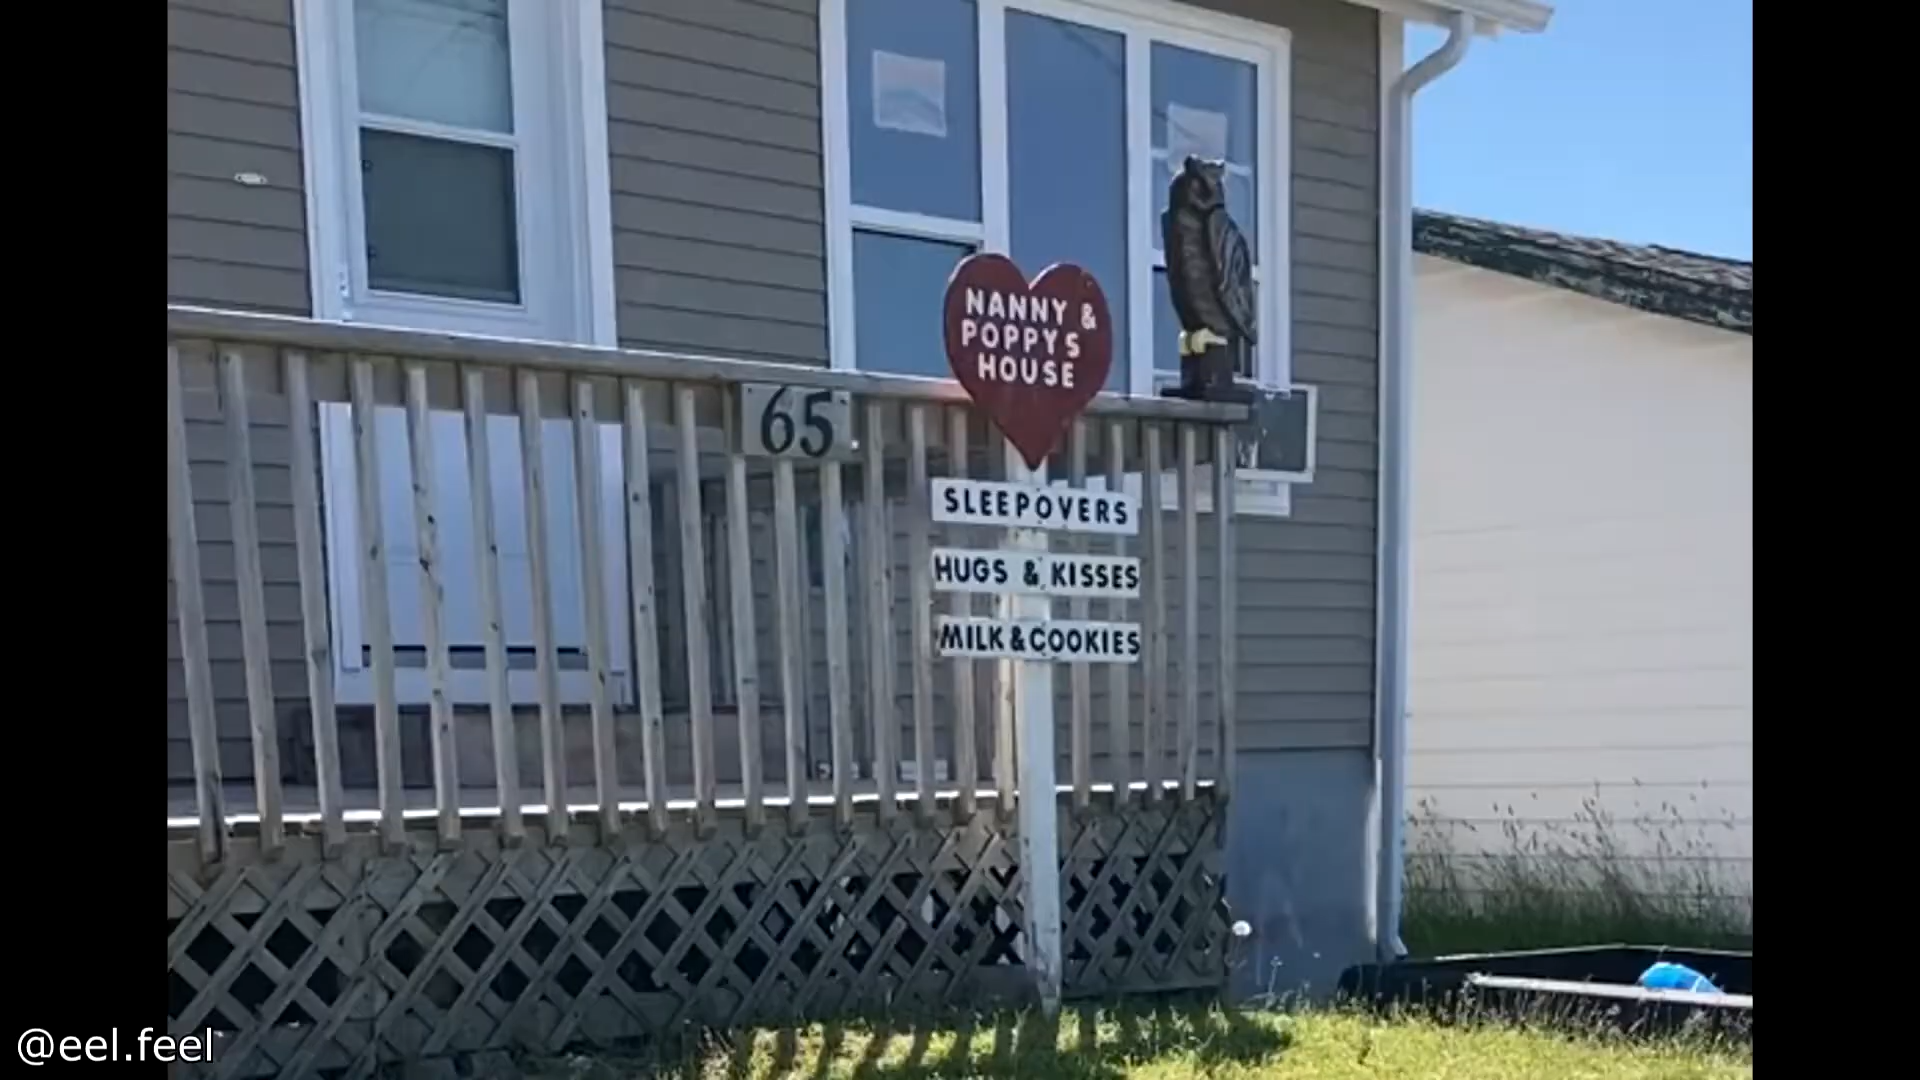 NANNY &
POPPYS
HOUSE
65
SLEEPOVERS
HUGS & KISSES
MILK & COOKIES
@eel.feel